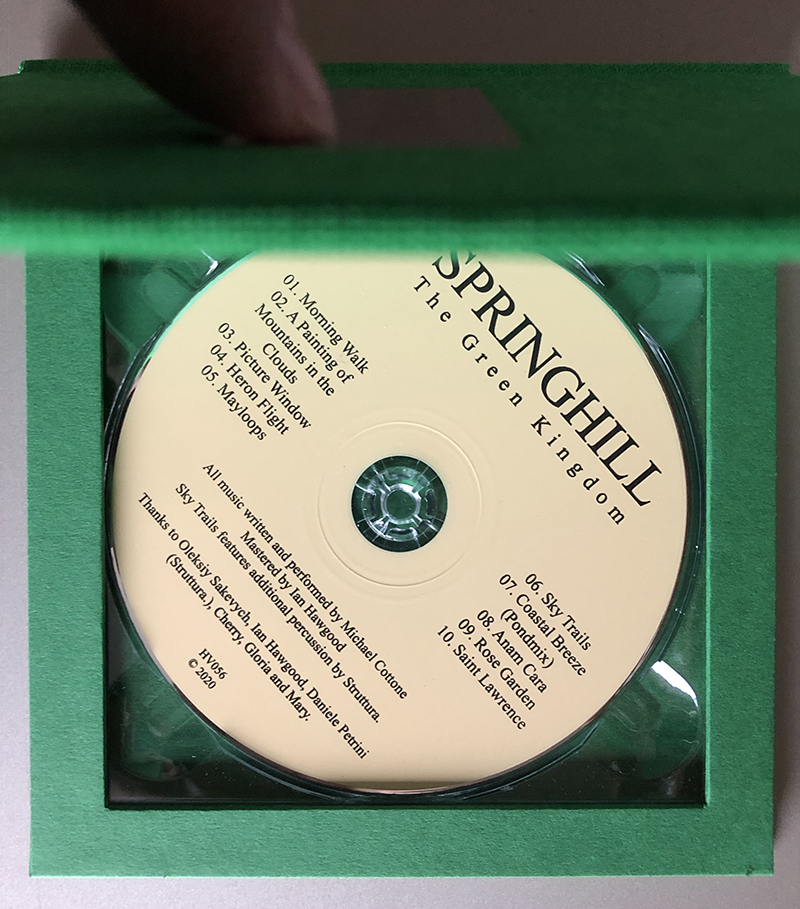 SPRINGHILL
The Green Kingdom
01. Morning Walk
02. A Painting of
Mountains in the
Clouds
03. Picture Window
04. Heron Flight
05. Mayloops
06. Sky Trails
07. Coastal Breeze
(Pondmix)
08. Anam Cara
09. Rose Garden
10. Saint Lawrence
All music written and performed by Michael Cottone
Mastered by Ian Hawgood
Sky Trails features additional percussion by Struttura.
Thanks to Oleksiy Sakevych, Ian Hawgood, Daniele Petrini
(Struttura.), Cherry, Gloria and Mary.
HV056
© 2020